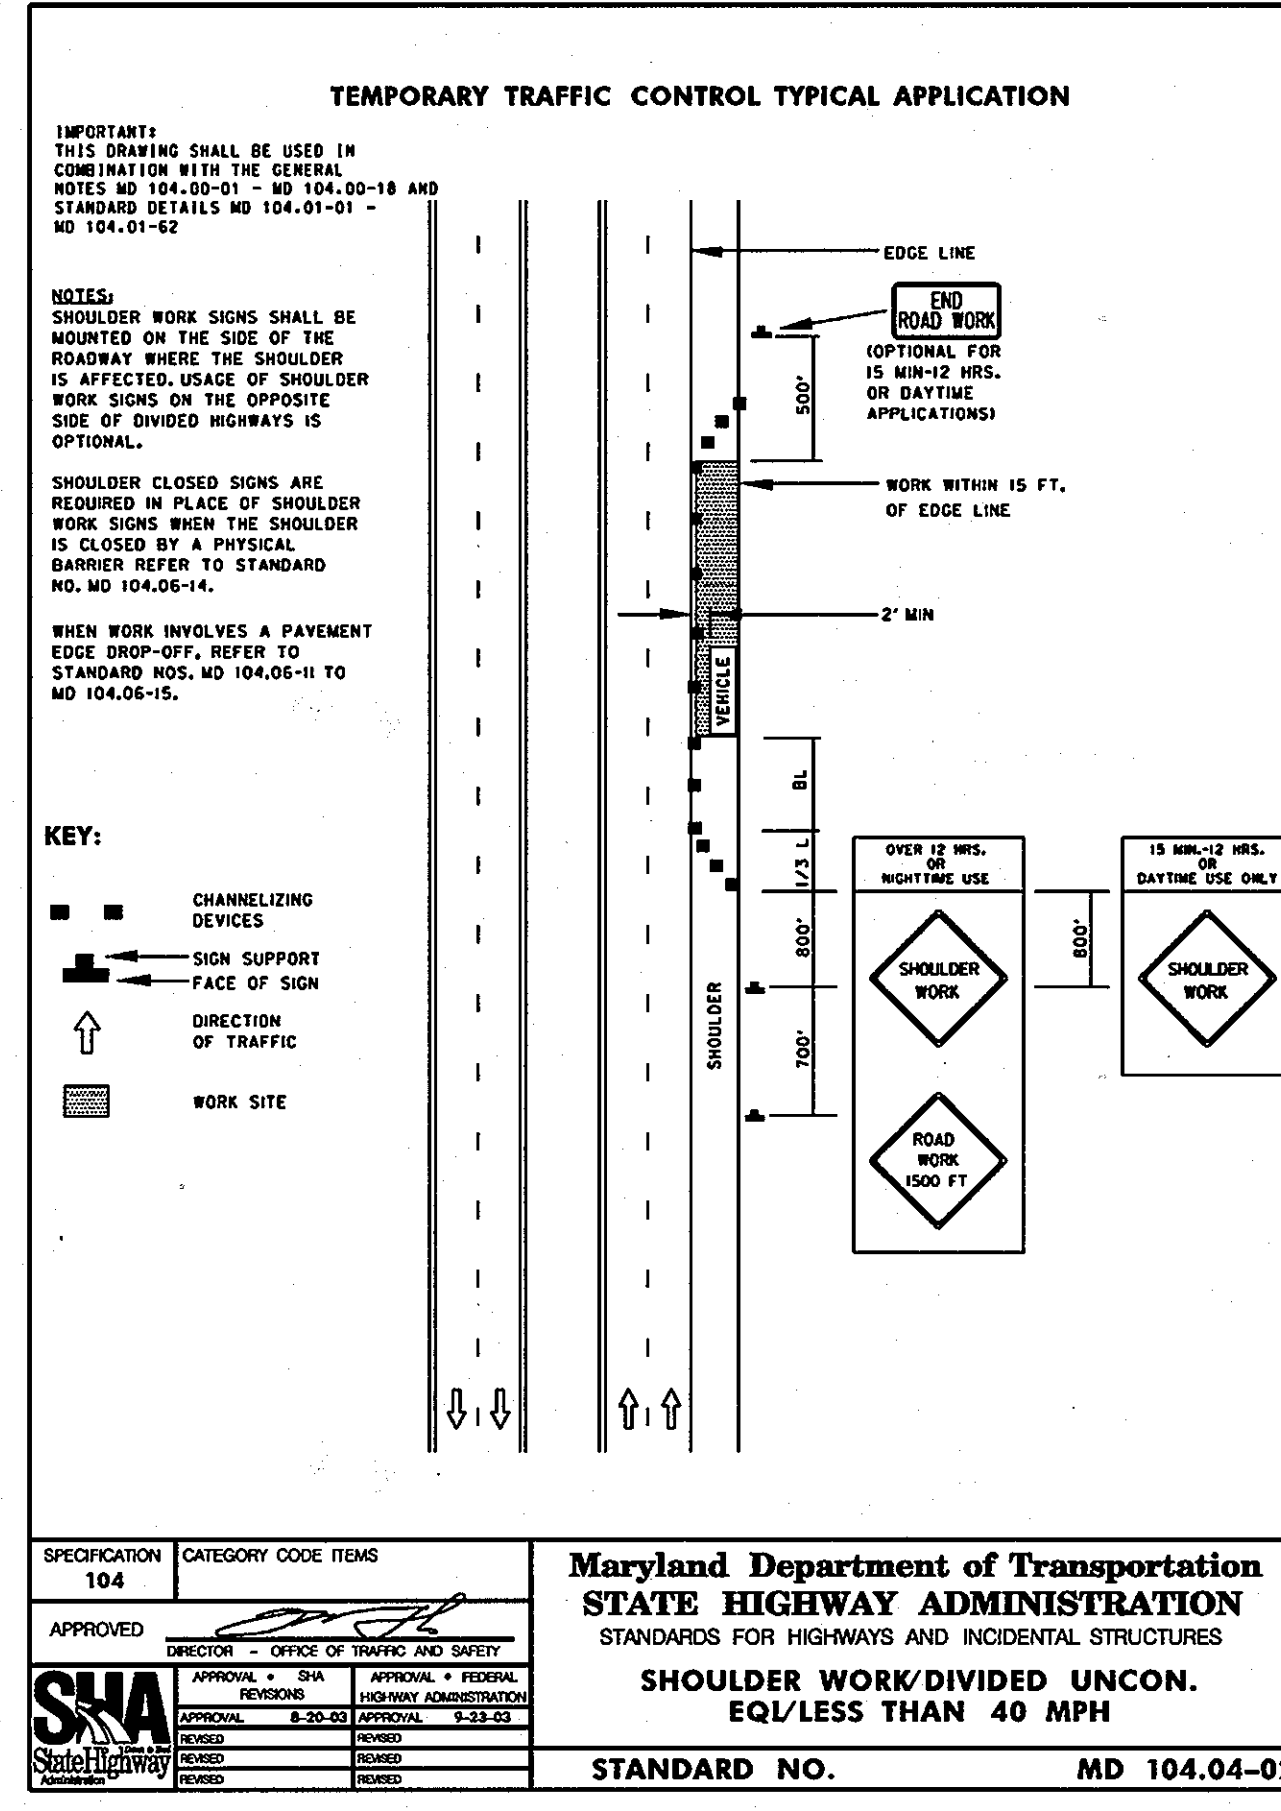 TEMPORARY TRAFFIC CONTROL TYPICAL APPLICATION
IMPORTANT:
THIS DRAWING SHALL BE USED IN
COMBINATION WITH THE GENERAL
NOTES MD 104.00-01 - MD 104.00-18 AND
STANDARD DETAILS MD 104.01-01 -
MD 104.01-62
NOTES:
SHOULDER WORK SIGNS SHALL BE
MOUNTED ON THE SIDE OF THE
ROADWAY WHERE THE SHOULDER
IS AFFECTED. USAGE OF SHOULDER
WORK SIGNS ON THE OPPOSITE
SIDE OF DIVIDED HIGHWAYS IS
OPTIONAL.
SHOULDER CLOSED SIGNS ARE
REQUIRED IN PLACE OF SHOULDER
WORK SIGNS WHEN THE SHOULDER
IS CLOSED BY A PHYSICAL
BARRIER REFER TO STANDARD
NO. MD 104.06-14.
WHEN WORK INVOLVES A PAVEMENT
EDGE DROP-OFF, REFER TO
STANDARD NOS. MD 104.06-11 TO
MD 104.06-15.
EDGE LINE
END
ROAD WORK
(OPTIONAL FOR
15 MIN-12 HRS.
OR DAYTIME
APPLICATIONS)
500'
WORK WITHIN 15 FT.
OF EDGE LINE
2' MIN
VEHICLE
BL
1/3 L
800'
700'
SHOULDER
KEY:
CHANNELIZING
DEVICES
SIGN SUPPORT
FACE OF SIGN
DIRECTION
OF TRAFFIC
WORK SITE
OVER 12 HRS.
OR
NIGHTTIME USE
SHOULDER
WORK
ROAD
WORK
1500 FT
800'
15 MIN.-12 HRS.
OR
DAYTIME USE ONLY
SHOULDER
WORK
SPECIFICATION
104
CATEGORY CODE ITEMS
APPROVED
DIRECTOR - OFFICE OF TRAFFIC AND SAFETY
SHA
State Highway
Administration
APPROVAL • SHA
REVISIONS
APPROVAL • FEDERAL
HIGHWAY ADMINISTRATION
APPROVAL 8-20-03
APPROVAL 9-23-03
REVISED
REVISED
REVISED
REVISED
REVISED
REVISED
Maryland Department of Transportation
STATE HIGHWAY ADMINISTRATION
STANDARDS FOR HIGHWAYS AND INCIDENTAL STRUCTURES
SHOULDER WORK/DIVIDED UNCON.
EQL/LESS THAN 40 MPH
STANDARD NO. MD 104.04-0